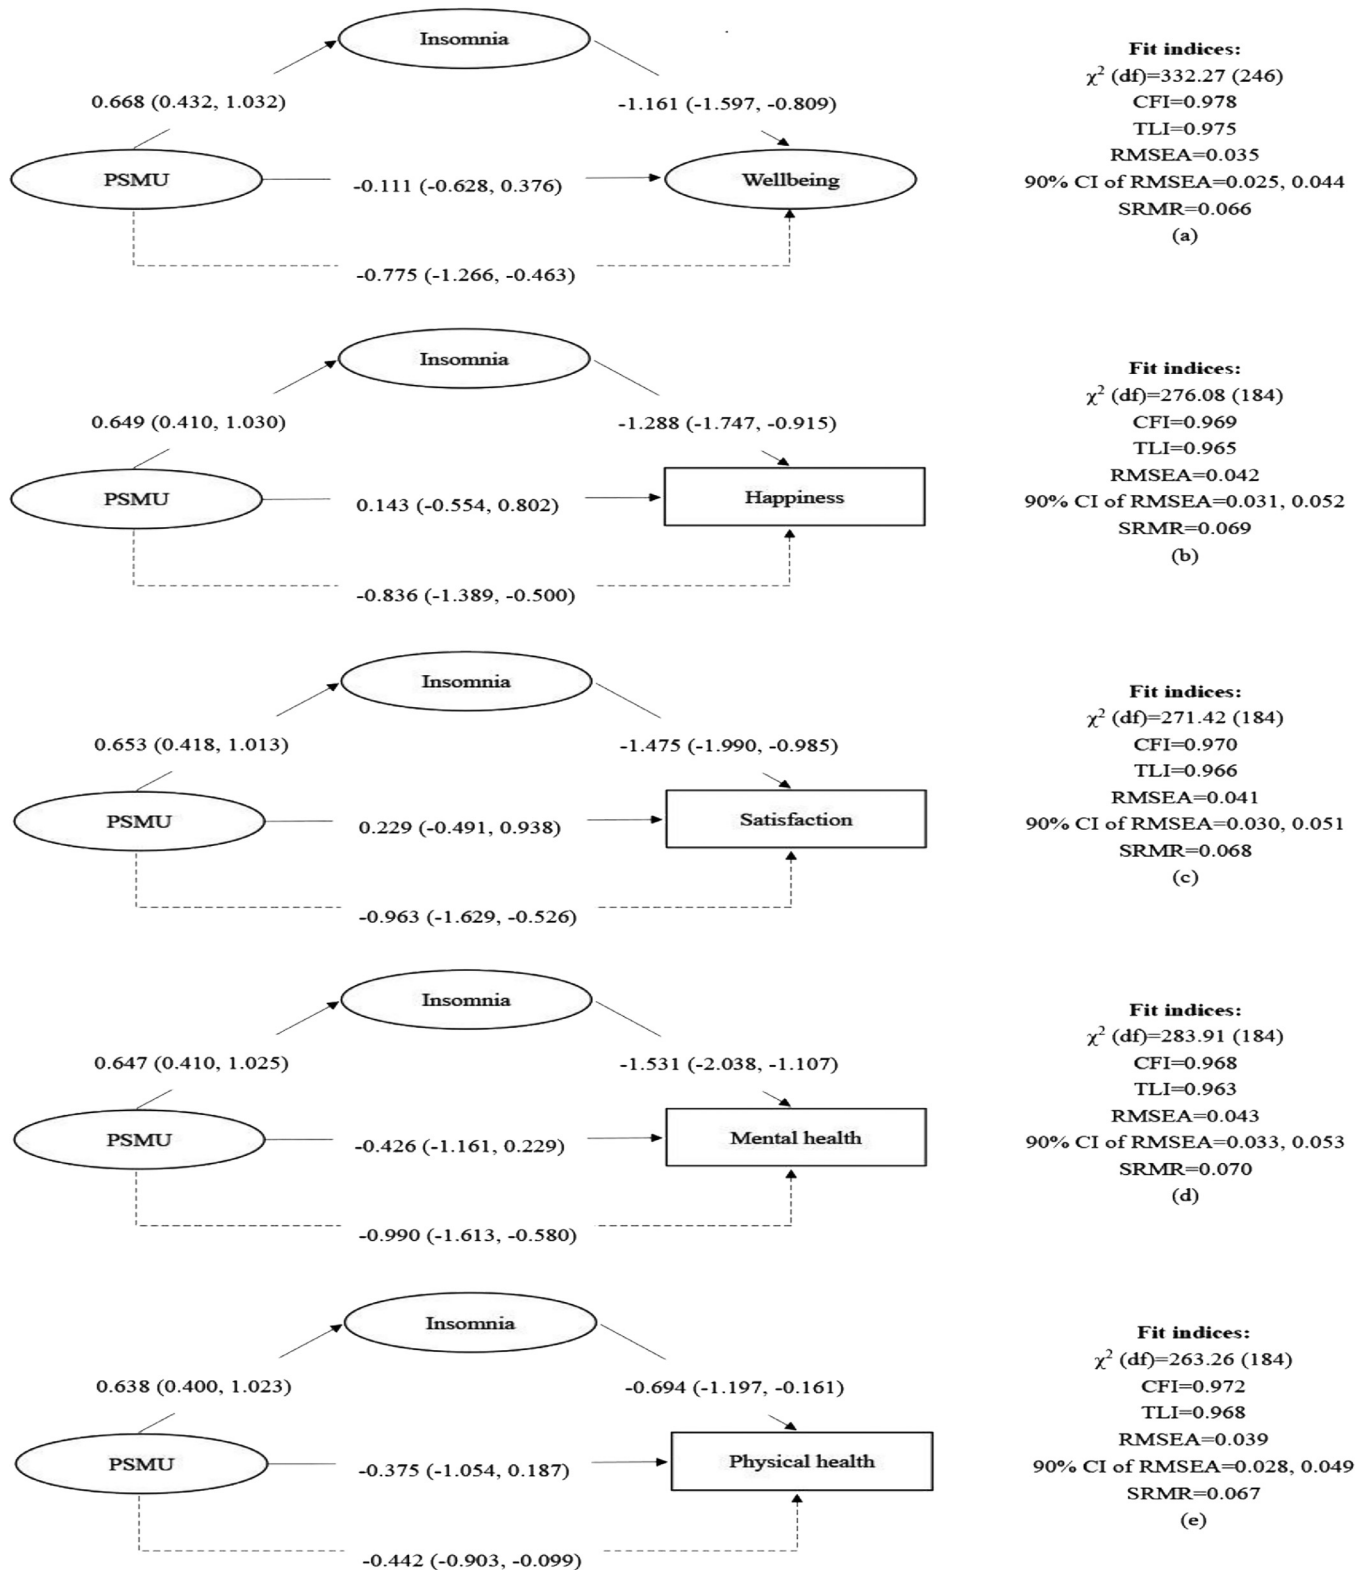 Insomnia
0.668 (0.432, 1.032)
-1.161 (-1.597, -0.809)
PSMU
-0.111 (-0.628, 0.376)
Wellbeing
-0.775 (-1.266, -0.463)
Fit indices:
χ² (df)=332.27 (246)
CFI=0.978
TLI=0.975
RMSEA=0.035
90% CI of RMSEA=0.025, 0.044
SRMR=0.066
(a)
Insomnia
0.649 (0.410, 1.030)
-1.288 (-1.747, -0.915)
PSMU
0.143 (-0.554, 0.802)
Happiness
-0.836 (-1.389, -0.500)
Fit indices:
χ² (df)=276.08 (184)
CFI=0.969
TLI=0.965
RMSEA=0.042
90% CI of RMSEA=0.031, 0.052
SRMR=0.069
(b)
Insomnia
0.653 (0.418, 1.013)
-1.475 (-1.990, -0.985)
PSMU
0.229 (-0.491, 0.938)
Satisfaction
-0.963 (-1.629, -0.526)
Fit indices:
χ² (df)=271.42 (184)
CFI=0.970
TLI=0.966
RMSEA=0.041
90% CI of RMSEA=0.030, 0.051
SRMR=0.068
(c)
Insomnia
0.647 (0.410, 1.025)
-1.531 (-2.038, -1.107)
PSMU
-0.426 (-1.161, 0.229)
Mental health
-0.990 (-1.613, -0.580)
Fit indices:
χ² (df)=283.91 (184)
CFI=0.968
TLI=0.963
RMSEA=0.043
90% CI of RMSEA=0.033, 0.053
SRMR=0.070
(d)
Insomnia
0.638 (0.400, 1.023)
-0.694 (-1.197, -0.161)
PSMU
-0.375 (-1.054, 0.187)
Physical health
-0.442 (-0.903, -0.099)
Fit indices:
χ² (df)=263.26 (184)
CFI=0.972
TLI=0.968
RMSEA=0.039
90% CI of RMSEA=0.028, 0.049
SRMR=0.067
(e)